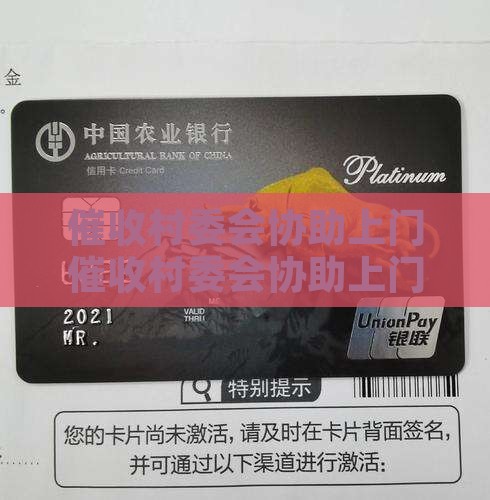 金
中国农业银行
AGRICULTURAL BANK OF CHINA
信用卡 Credit Card
Platinum
催收村委会协助上门
催收村委会协助上门
2021
VALID
THRU
MR.
UnionPay
银联
特别提示
您的卡片尚未激活,请及时在卡片背面签名,
并可通过以下渠道进行激活: